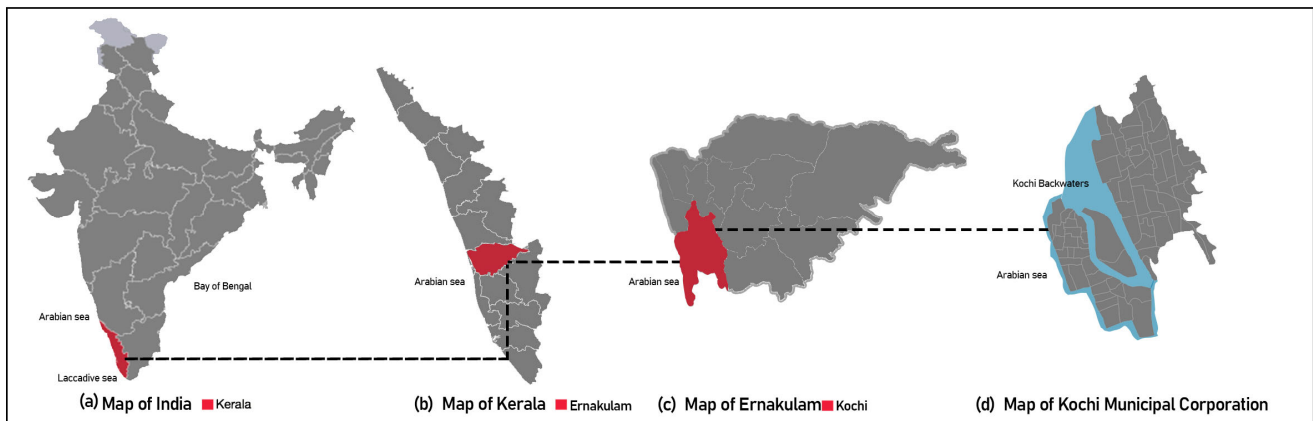 Kochi Backwaters
Arabian sea
Arabian sea
Arabian sea
Bay of Bengal
Arabian sea
Laccadive sea
(a) Map of India Kerala
(b) Map of Kerala Ernakulam
(c) Map of Ernakulam Kochi
(d) Map of Kochi Municipal Corporation